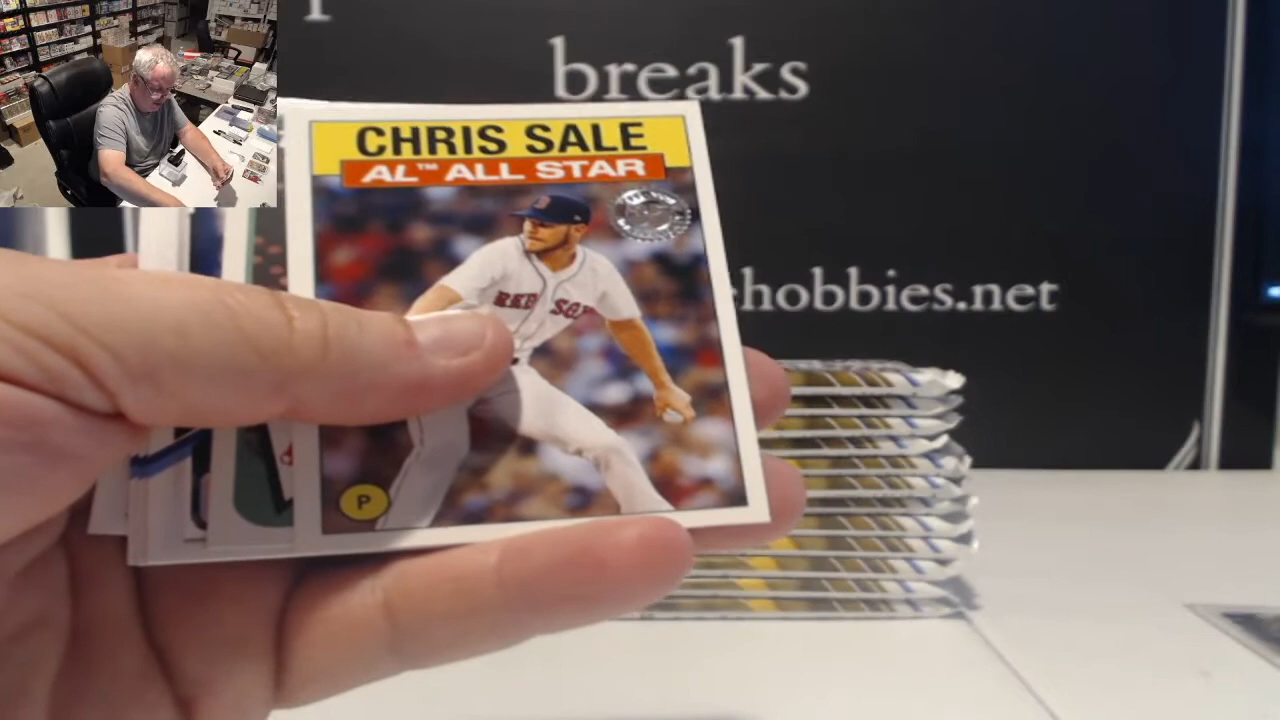 breaks
hobbies.net
CHRIS SALE
AL™ ALL STAR
RED SOX
P